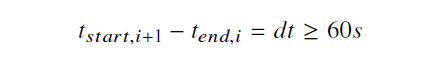 t_{start,i+1} − t_{end,i} = dt ≥ 60s